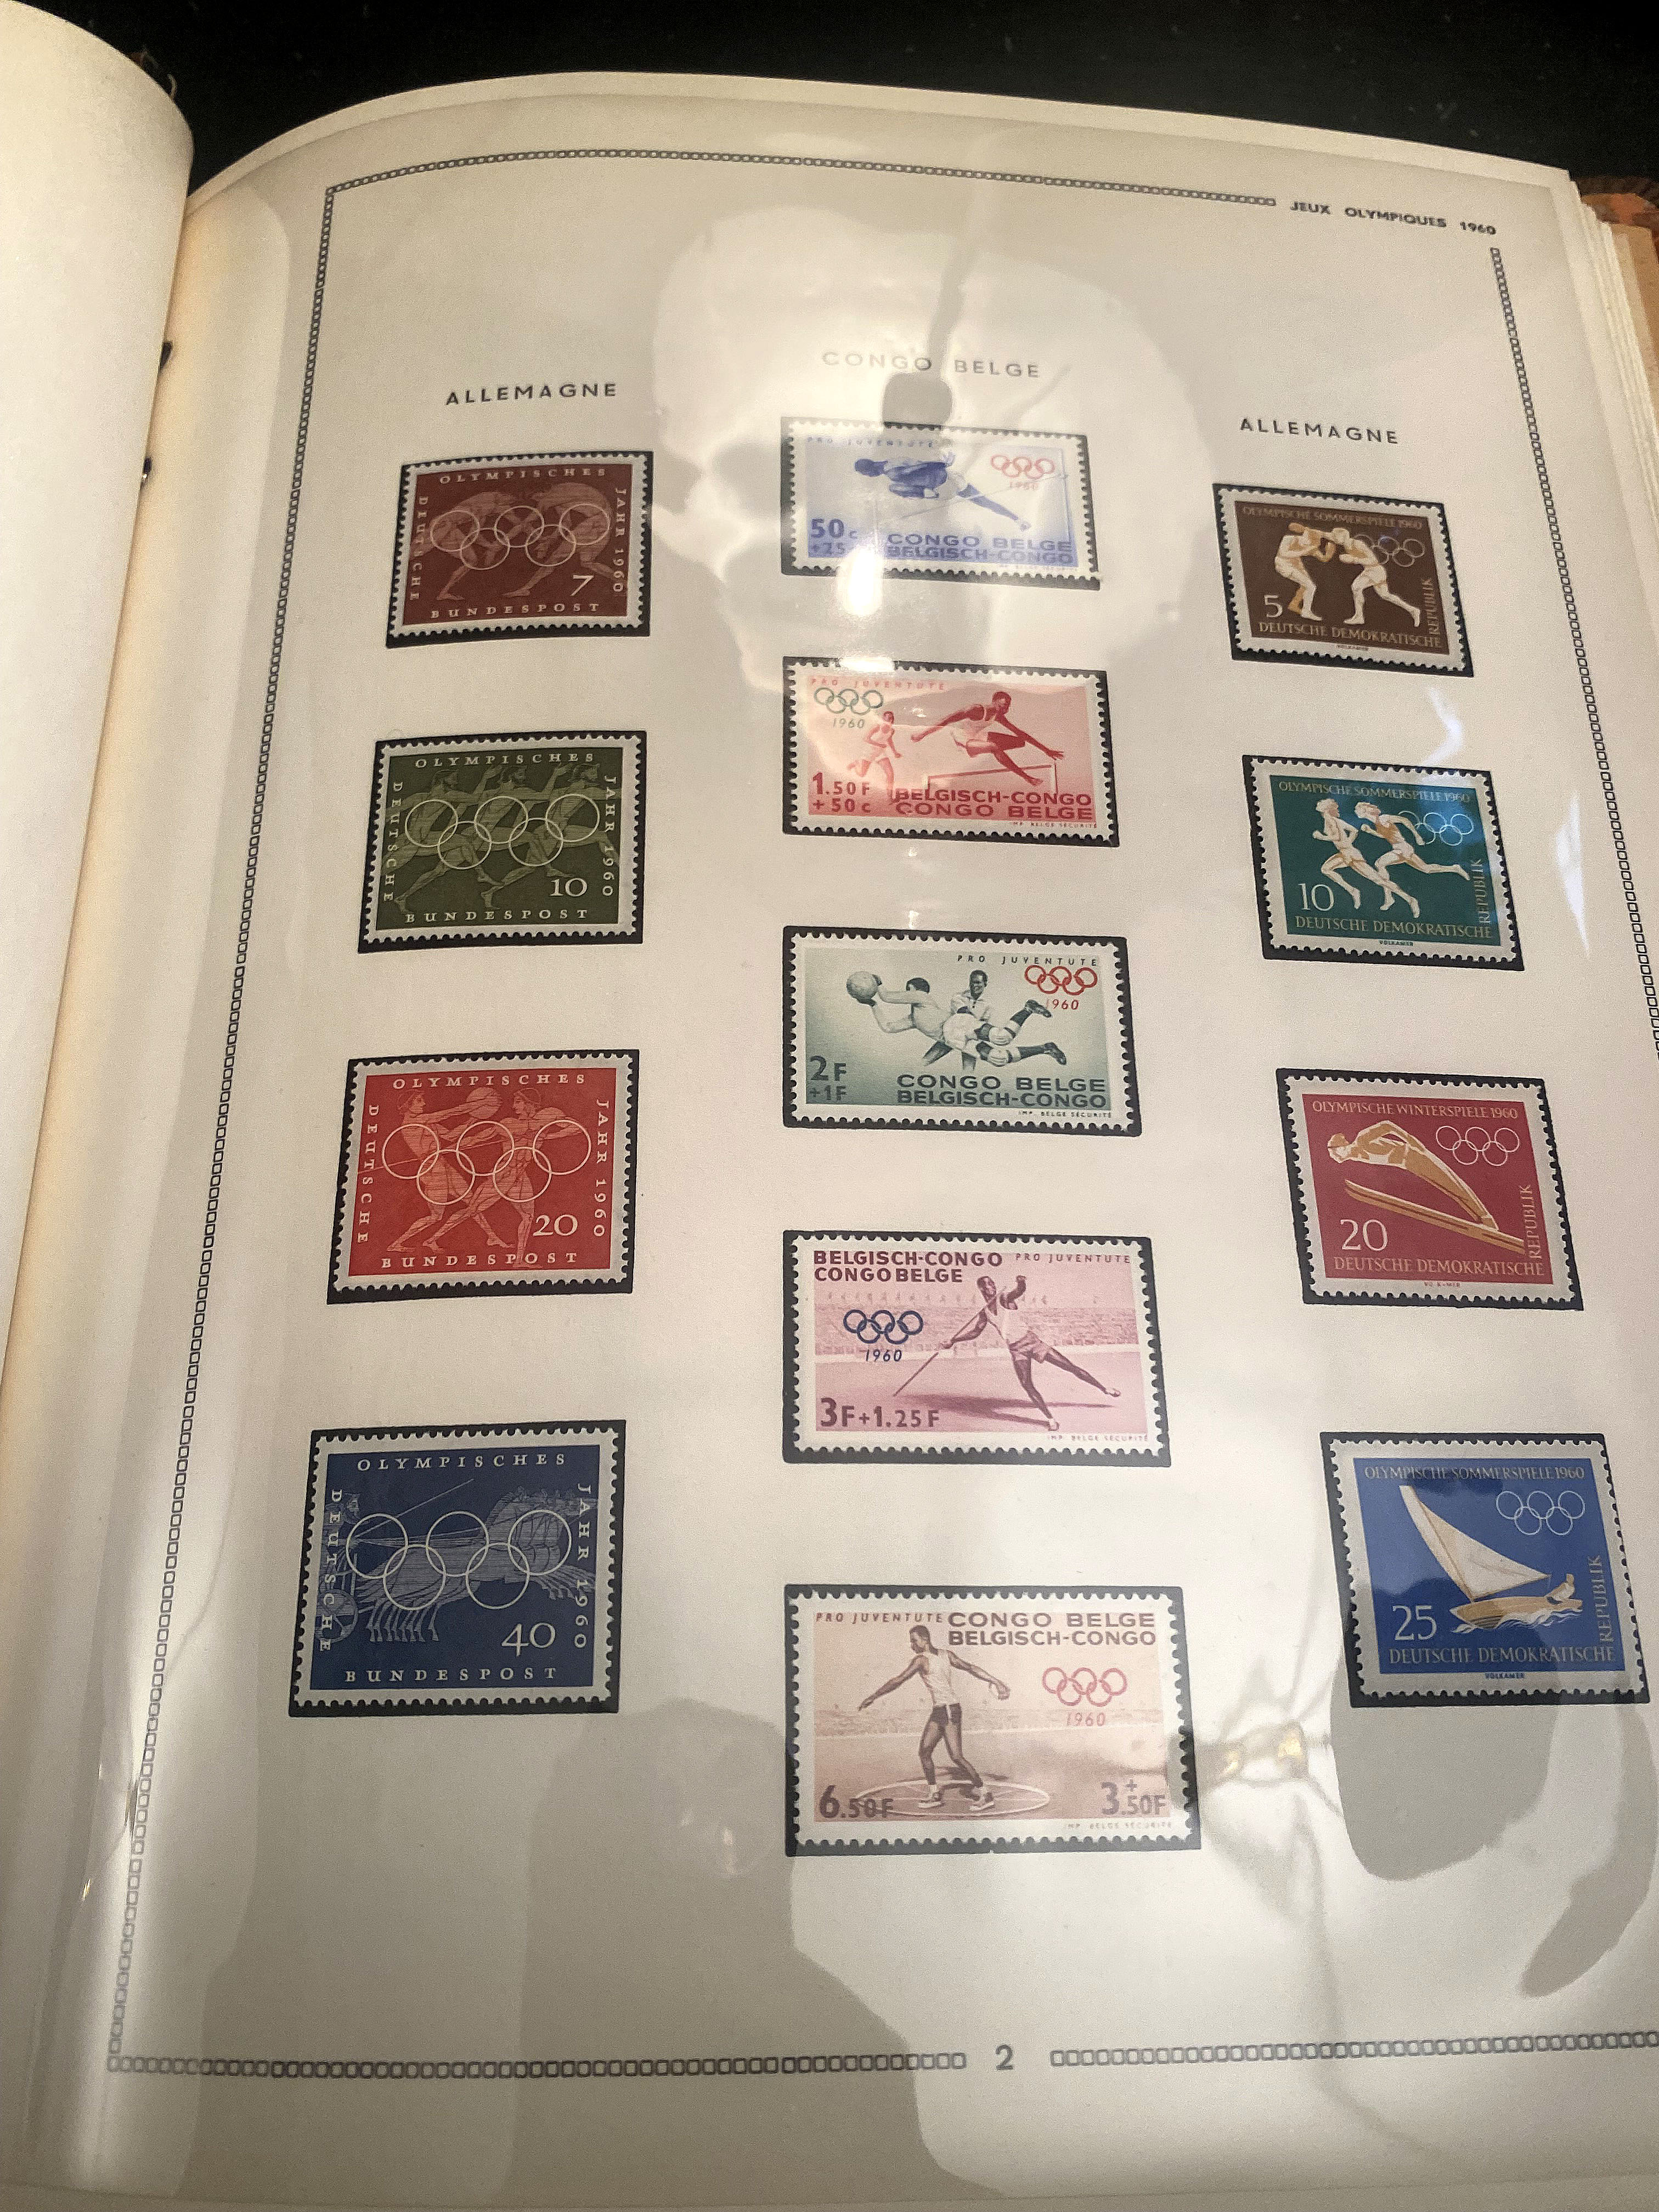 JEUX OLYMPIQUES 1960
ALLEMAGNE
OLYMPISCHES
DEUTSCHE
JAHR 1960
7
BUNDESPOST
OLYMPISCHES
DEUTSCHE
JAHR 1960
10
BUNDESPOST
OLYMPISCHES
DEUTSCHE
JAHR 1960
20
BUNDESPOST
OLYMPISCHES
DEUTSCHE
JAHR 1960
40
BUNDESPOST
CONGO BELGE
PRO JUVENTUTE
1960
50c
+25
CONGO BELGE
BELGISCH-CONGO
PRO JUVENTUTE
1960
1.50F
+ 50c
BELGISCH-CONGO
CONGO BELGE
IMP. BELGE SÉCURITÉ
PRO JUVENTUTE
1960
2F
+1F
CONGO BELGE
BELGISCH-CONGO
IMP. BELGE SÉCURITÉ
BELGISCH-CONGO PRO JUVENTUTE
CONGO BELGE
1960
3F+1.25F
IMP. BELGE SÉCURITÉ
PRO JUVENTUTE CONGO BELGE
BELGISCH-CONGO
1960
6.50F
+
3.50F
IMP. BELGE SÉCURITÉ
ALLEMAGNE
OLYMPISCHE SOMMERSPIELE 1960
5
REPUBLIK
DEUTSCHE DEMOKRATISCHE
VOLKAMER
OLYMPISCHE SOMMERSPIELE 1960
10
REPUBLIK
DEUTSCHE DEMOKRATISCHE
VOLKAMER
OLYMPISCHE WINTERSPIELE 1960
20
REPUBLIK
DEUTSCHE DEMOKRATISCHE
OLYMPISCHE SOMMERSPIELE 1960
25
REPUBLIK
DEUTSCHE DEMOKRATISCHE
VOLKAMER
2